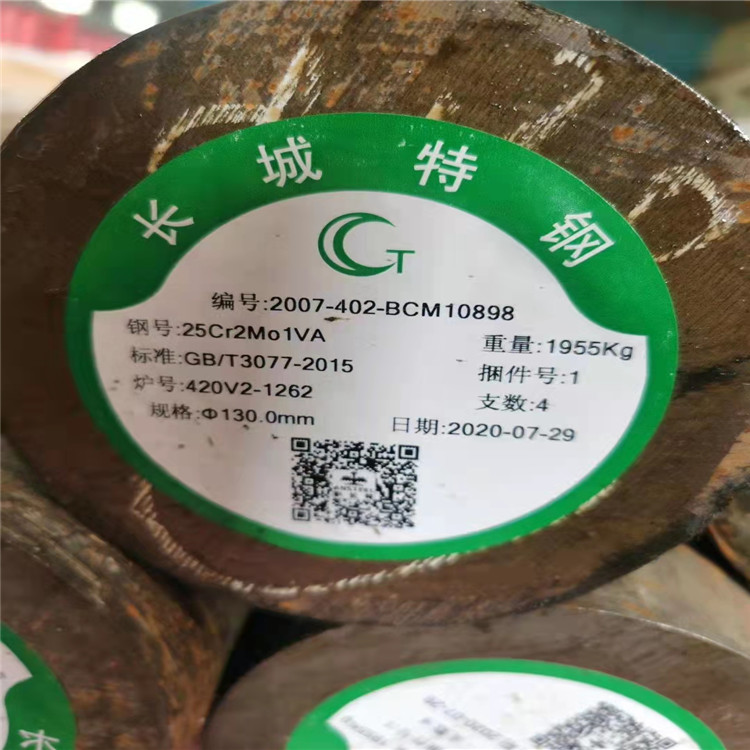 长城特钢
GT
编号:2007-402-BCM10898
钢号:25Cr2Mo1VA
重量:1955Kg
标准:GB/T3077-2015
捆件号:1
炉号:420V2-1262
支数:4
规格:Φ130.0mm
日期:2020-07-29
长